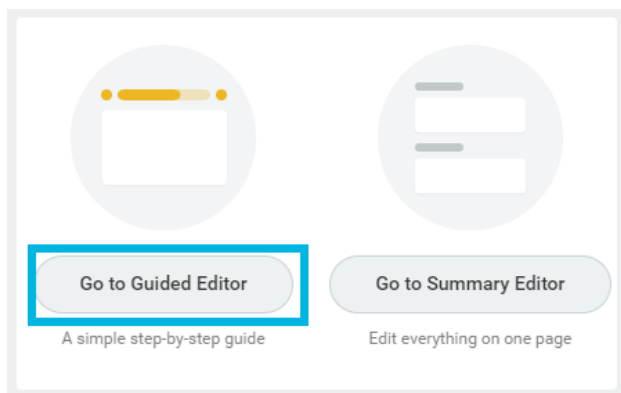 Go to Guided Editor
Go to Summary Editor
A simple step-by-step guide
Edit everything on one page